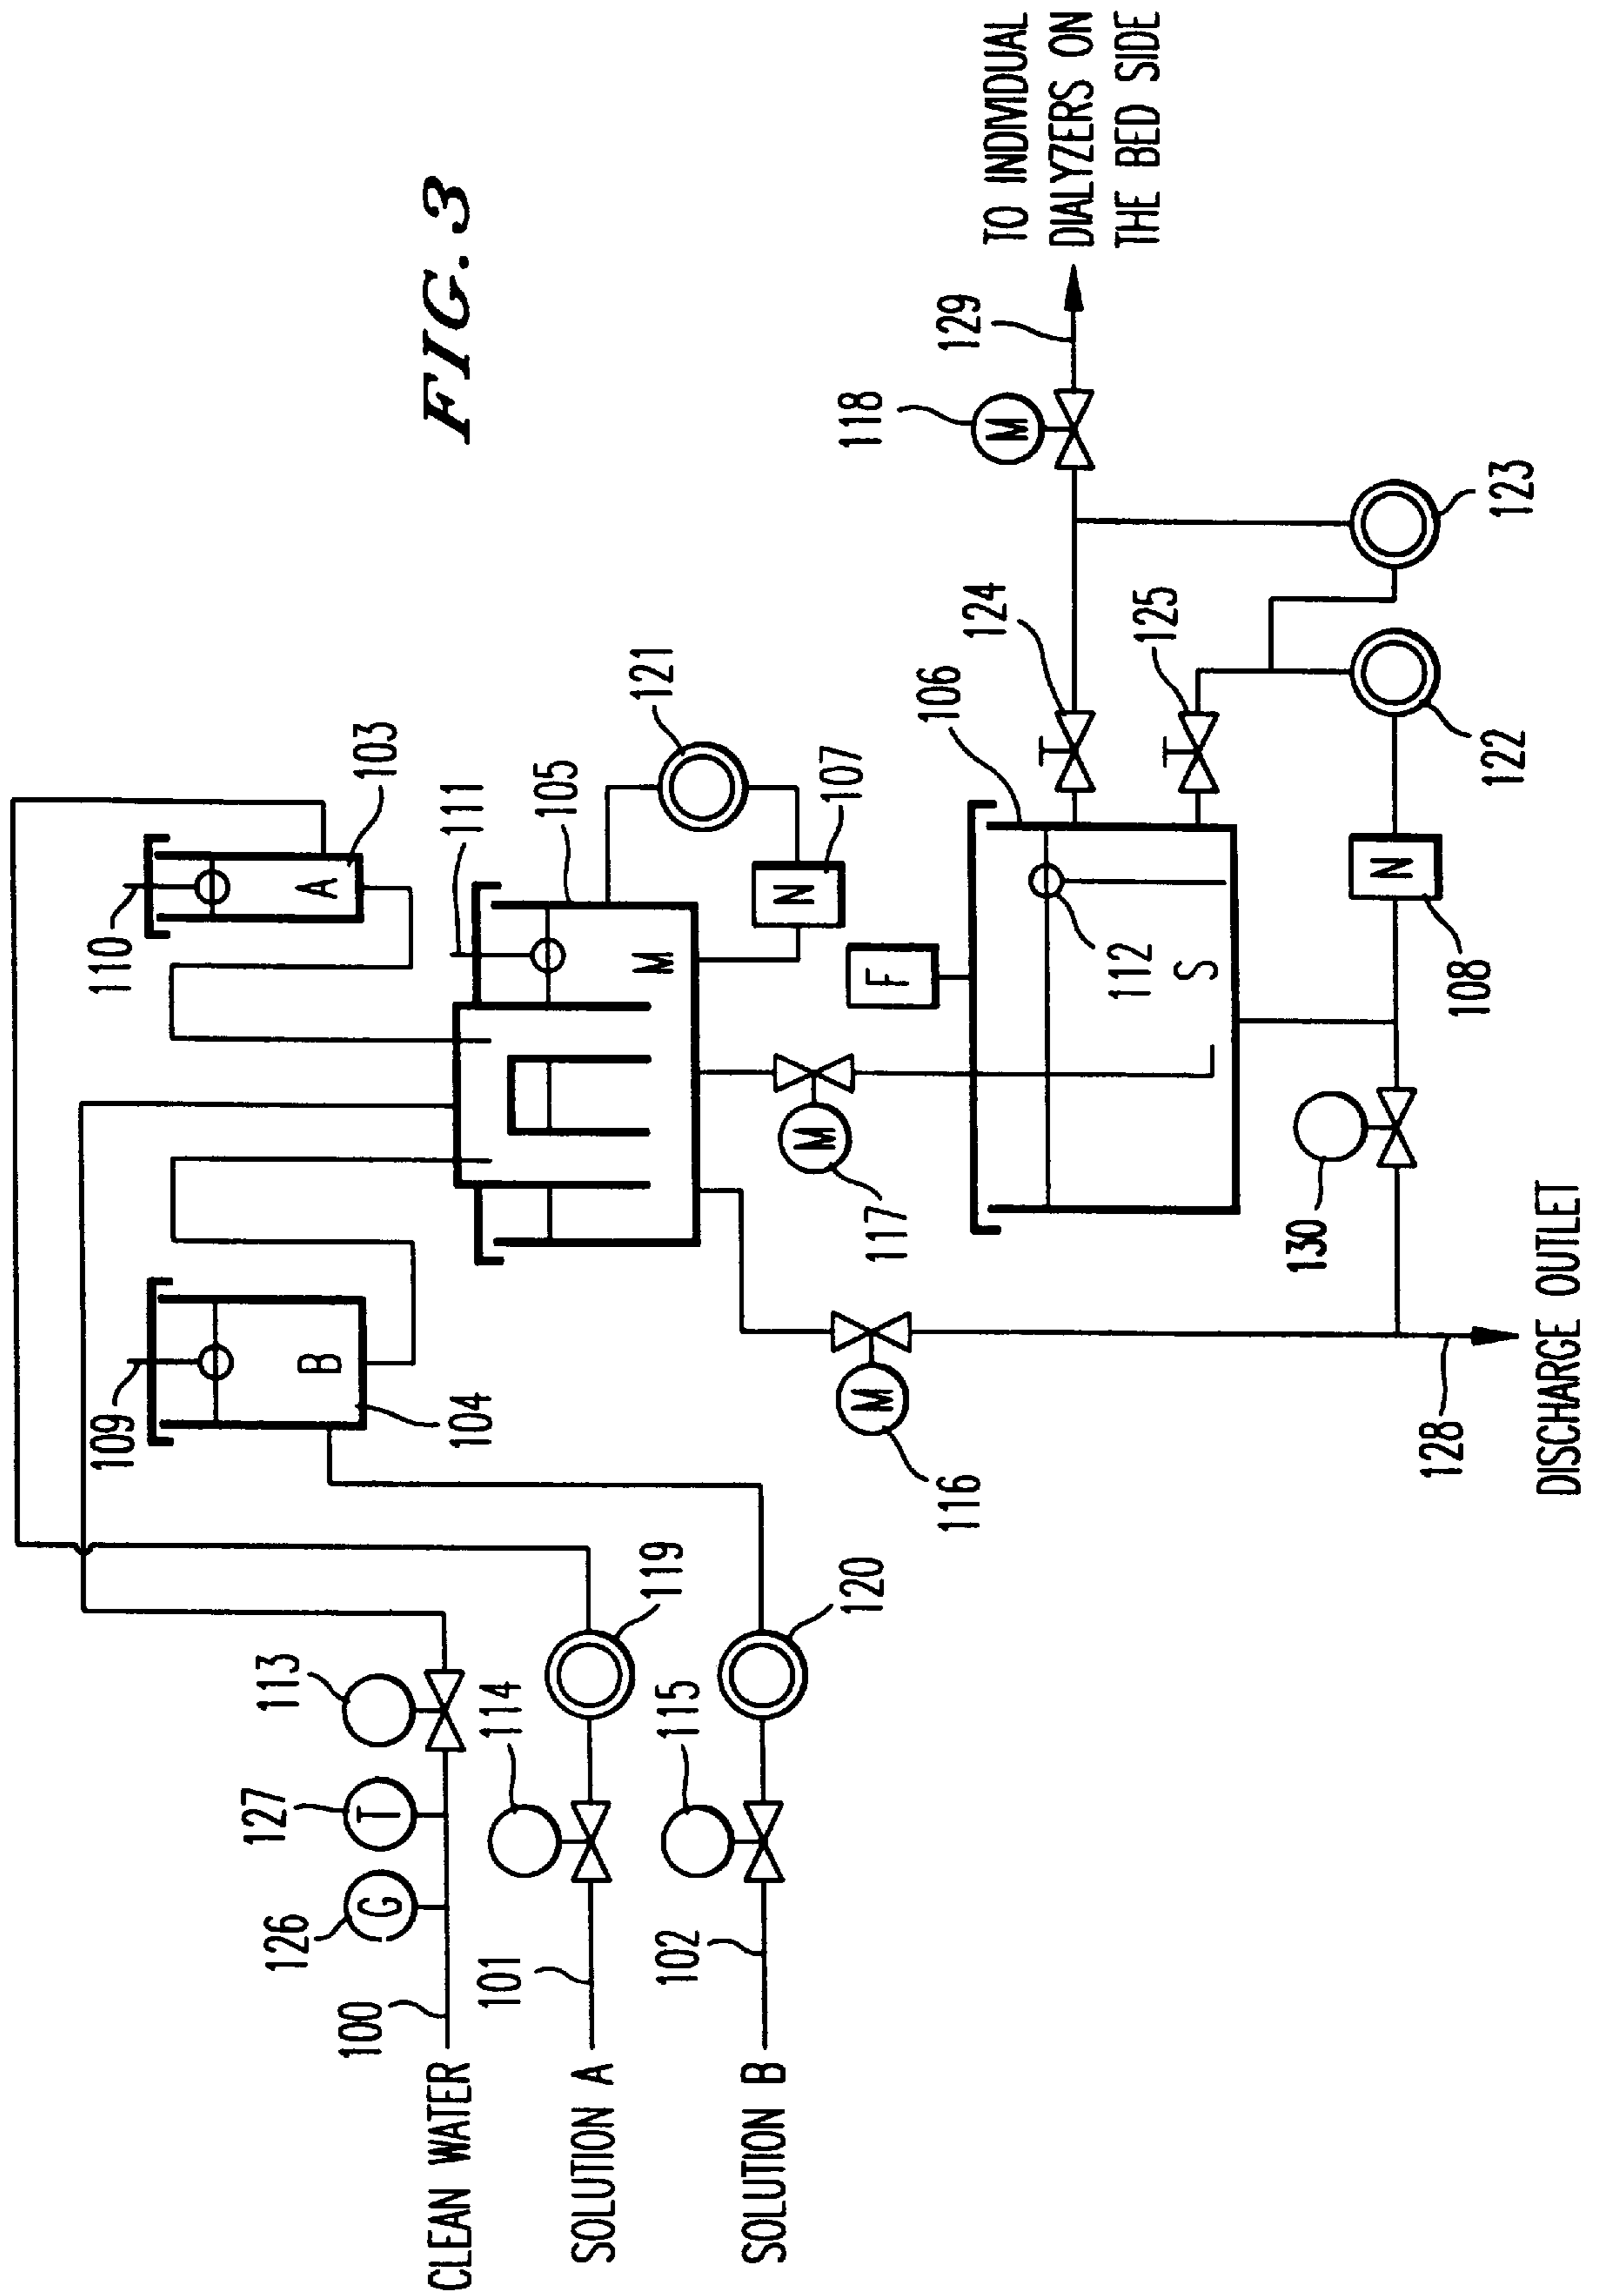 FIG. 3
CLEAN WATER
SOLUTION A
SOLUTION B
100
101
102
126
127
113
114
115
G
T
119
120
109
110
B
A
104
103
111
105
M
121
N
107
M
116
M
117
F
106
112
S
124
125
M
118
129
TO INDIVIDUAL
DIALYZERS ON
THE BED SIDE
123
122
N
108
130
128
DISCHARGE OUTLET